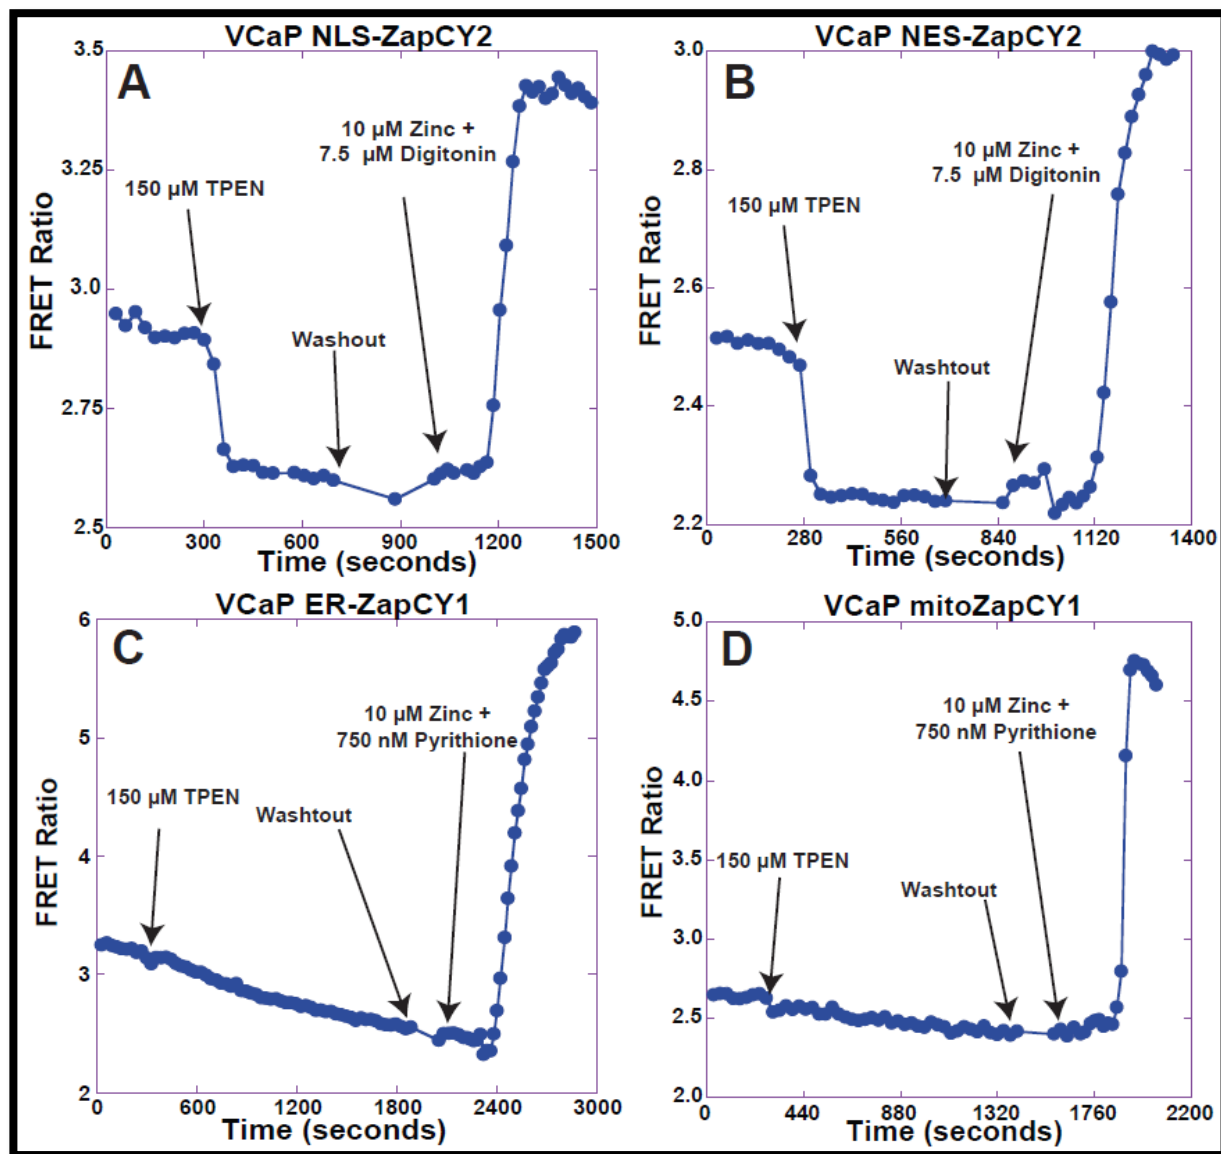 VCaP NLS-ZapCY2
A
3.5
3.25
3.0
2.75
2.5
FRET Ratio
150 µM TPEN
10 µM Zinc +
7.5 µM Digitonin
Washout
0 300 600 900 1200 1500
Time (seconds)
VCaP NES-ZapCY2
B
3.0
2.8
2.6
2.4
2.2
FRET Ratio
150 µM TPEN
10 µM Zinc +
7.5 µM Digitonin
Washtout
0 280 560 840 1120 1400
Time (seconds)
VCaP ER-ZapCY1
C
6
5
4
3
2
FRET Ratio
150 µM TPEN
Washtout
10 µM Zinc +
750 nM Pyrithione
0 600 1200 1800 2400 3000
Time (seconds)
VCaP mitoZapCY1
D
5.0
4.5
4.0
3.5
3.0
2.5
2.0
FRET Ratio
150 µM TPEN
Washtout
10 µM Zinc +
750 nM Pyrithione
0 440 880 1320 1760 2200
Time (seconds)